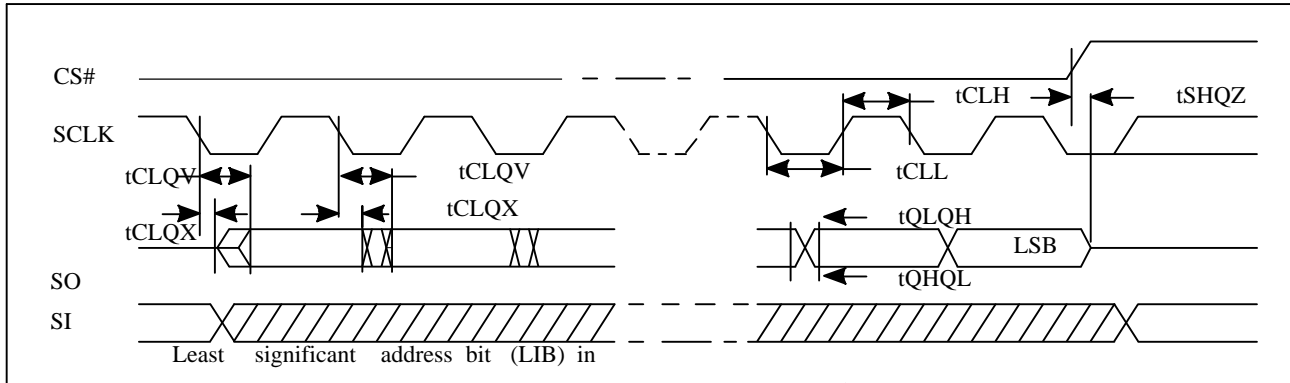 CS#
tCLH
tSHQZ
SCLK
tCLQV
tCLQV
tCLL
tCLQX
tCLQX
tQLQH
LSB
SO
tQHQL
SI
Least significant address bit (LIB) in